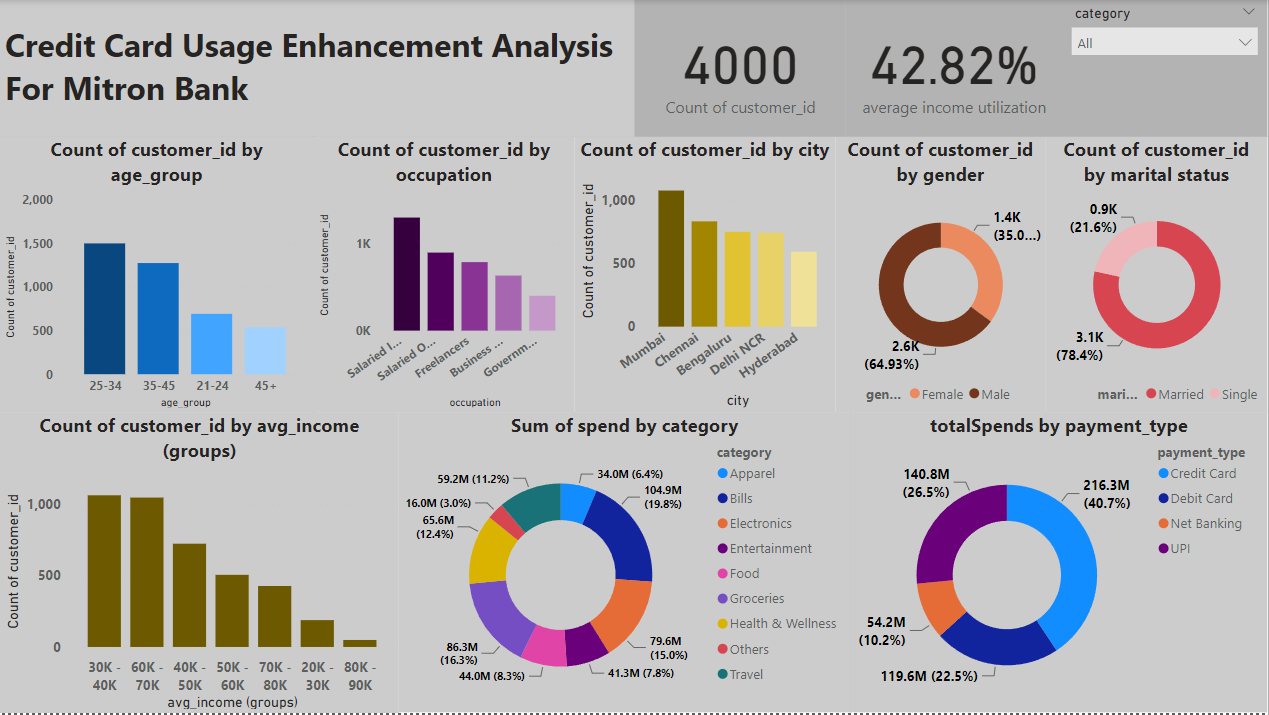 Credit Card Usage Enhancement Analysis
For Mitron Bank
4000
Count of customer_id
42.82%
average income utilization
category
All
Count of customer_id by
age_group
Count of customer_id
2,000
1,500
1,000
500
0
25-34 35-45 21-24 45+
age_group
Count of customer_id by
occupation
Count of customer_id
1K
0K
Salaried I... Salaried O... Freelancers Business ... Governm...
occupation
Count of customer_id by city
Count of customer_id
1,000
500
0
Mumbai Chennai Bengaluru Delhi NCR Hyderabad
city
Count of customer_id
by gender
1.4K
(35.0...)
2.6K
(64.93%)
gen... Female Male
Count of customer_id
by marital status
0.9K
(21.6%)
3.1K
(78.4%)
mari... Married Single
Count of customer_id by avg_income
(groups)
Count of customer_id
1,000
500
0
30K - 60K - 40K - 50K - 70K - 20K - 80K -
40K 70K 50K 60K 80K 30K 90K
avg_income (groups)
Sum of spend by category
34.0M (6.4%)
104.9M
(19.8%)
79.6M
(15.0%)
41.3M (7.8%)
44.0M (8.3%)
86.3M
(16.3%)
65.6M
(12.4%)
16.0M (3.0%)
59.2M (11.2%)
category
Apparel
Bills
Electronics
Entertainment
Food
Groceries
Health & Wellness
Others
Travel
totalSpends by payment_type
216.3M
(40.7%)
119.6M (22.5%)
54.2M
(10.2%)
140.8M
(26.5%)
payment_type
Credit Card
Debit Card
Net Banking
UPI